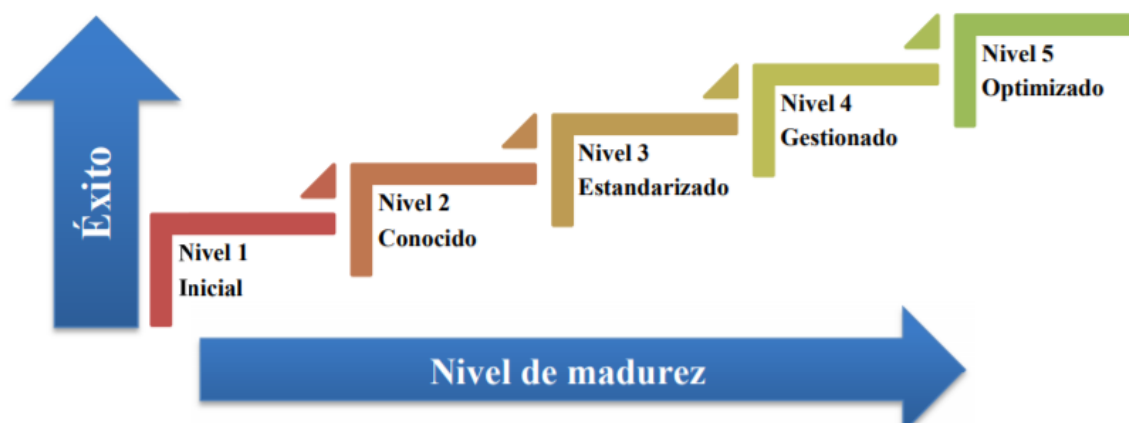 Éxito
Nivel 1
Inicial
Nivel 2
Conocido
Nivel 3
Estandarizado
Nivel 4
Gestionado
Nivel 5
Optimizado
Nivel de madurez